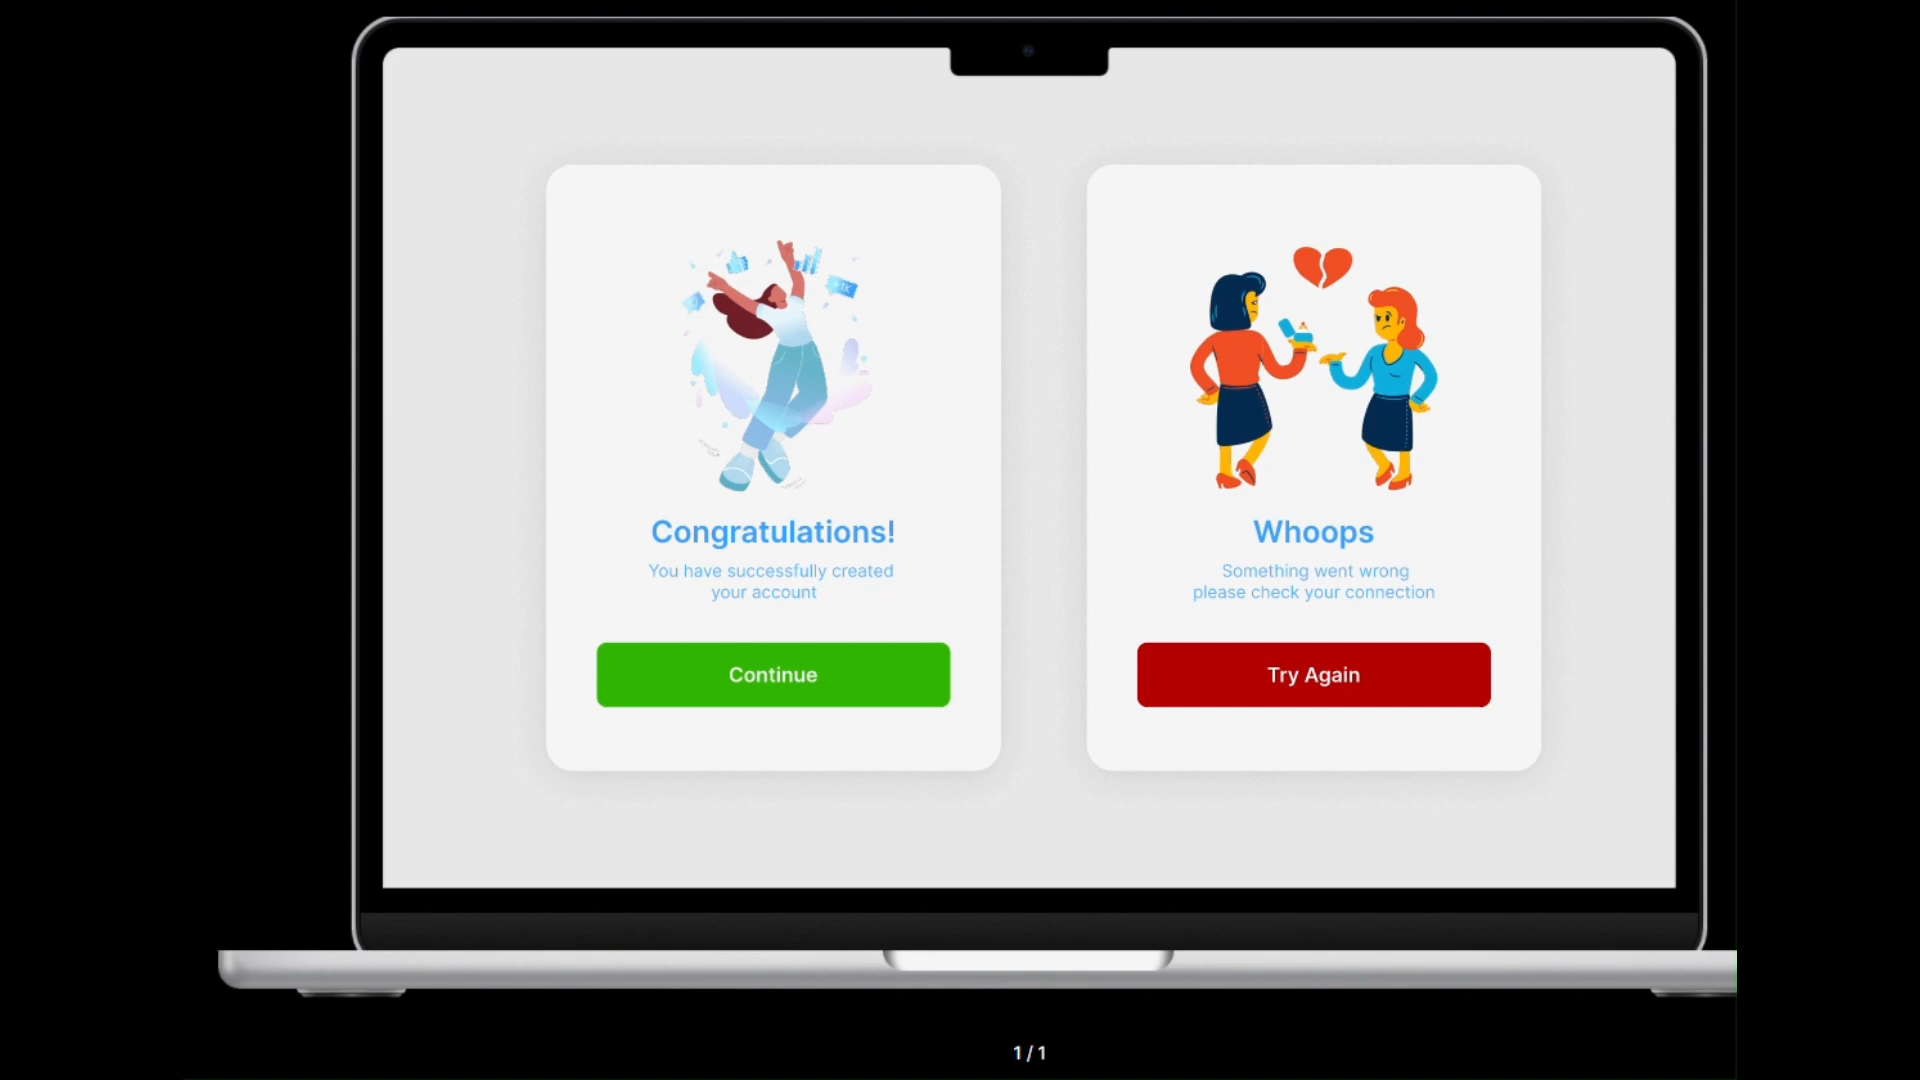 Congratulations!
You have successfully created
your account
Continue
Whoops
Something went wrong
please check your connection
Try Again
1 / 1